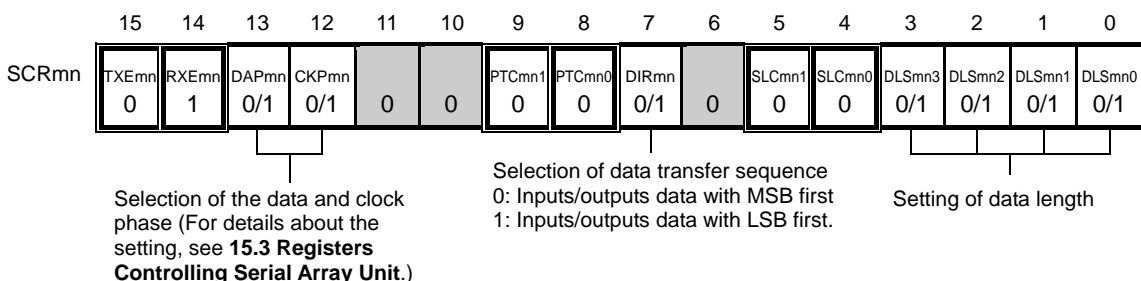 15 14 13 12 11 10 9 8 7 6 5 4 3 2 1 0
SCRmn TXEmn RXEmn DAPmn CKPmn PTCmn1 PTCmn0 DIRmn SLCmn1 SLCmn0 DLSmn3 DLSmn2 DLSmn1 DLSmn0
0 1 0/1 0/1 0 0 0 0 0/1 0 0 0 0/1 0/1 0/1 0/1
Selection of the data and clock
phase (For details about the
setting, see 15.3 Registers
Controlling Serial Array Unit.)
Selection of data transfer sequence
0: Inputs/outputs data with MSB first
1: Inputs/outputs data with LSB first.
Setting of data length